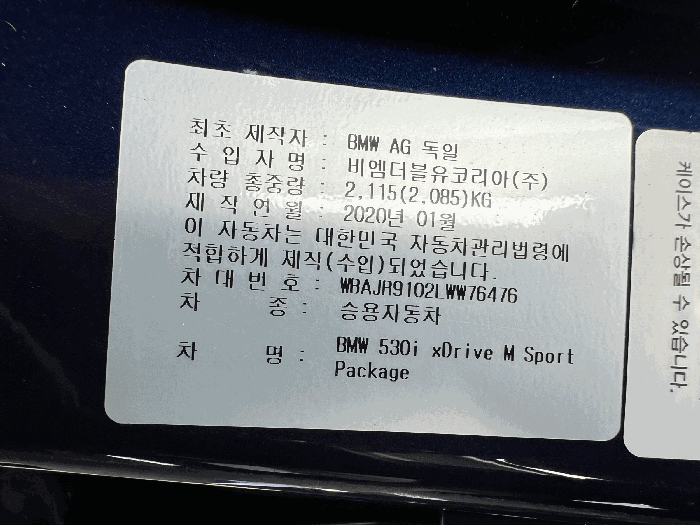 최초 제작자 : BMW AG 독일
수 입 자 명 : 비엠더블유코리아(주)
차량 총중량 : 2,115(2,085)KG
제 작 연 월 : 2020년 01월
이 자동차는 대한민국 자동차관리법령에
적합하게 제작(수입)되었습니다.
차 대 번 호 : WBAJR9102LWW76476
차 종 : 승용자동차
차 명 : BMW 530i xDrive M Sport
Package
케이스가 손상될 수 있습니다.